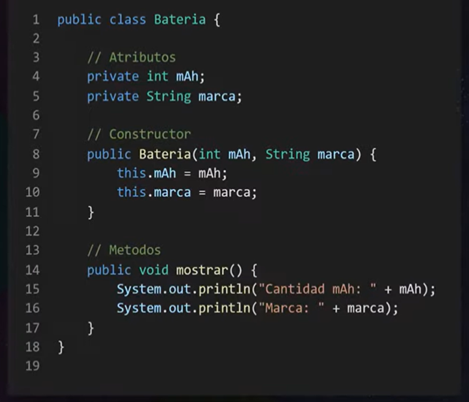 1 public class Bateria {
2
3     // Atributos
4     private int mAh;
5     private String marca;
6
7     // Constructor
8     public Bateria(int mAh, String marca) {
9         this.mAh = mAh;
10         this.marca = marca;
11     }
12
13     // Metodos
14     public void mostrar() {
15         System.out.println("Cantidad mAh: " + mAh);
16         System.out.println("Marca: " + marca);
17     }
18 }
19